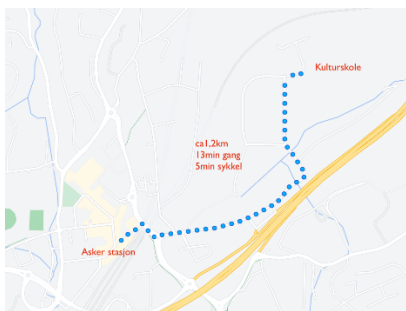 Kulturskole
ca1,2km
13min gang
5min sykkel
Asker stasjon